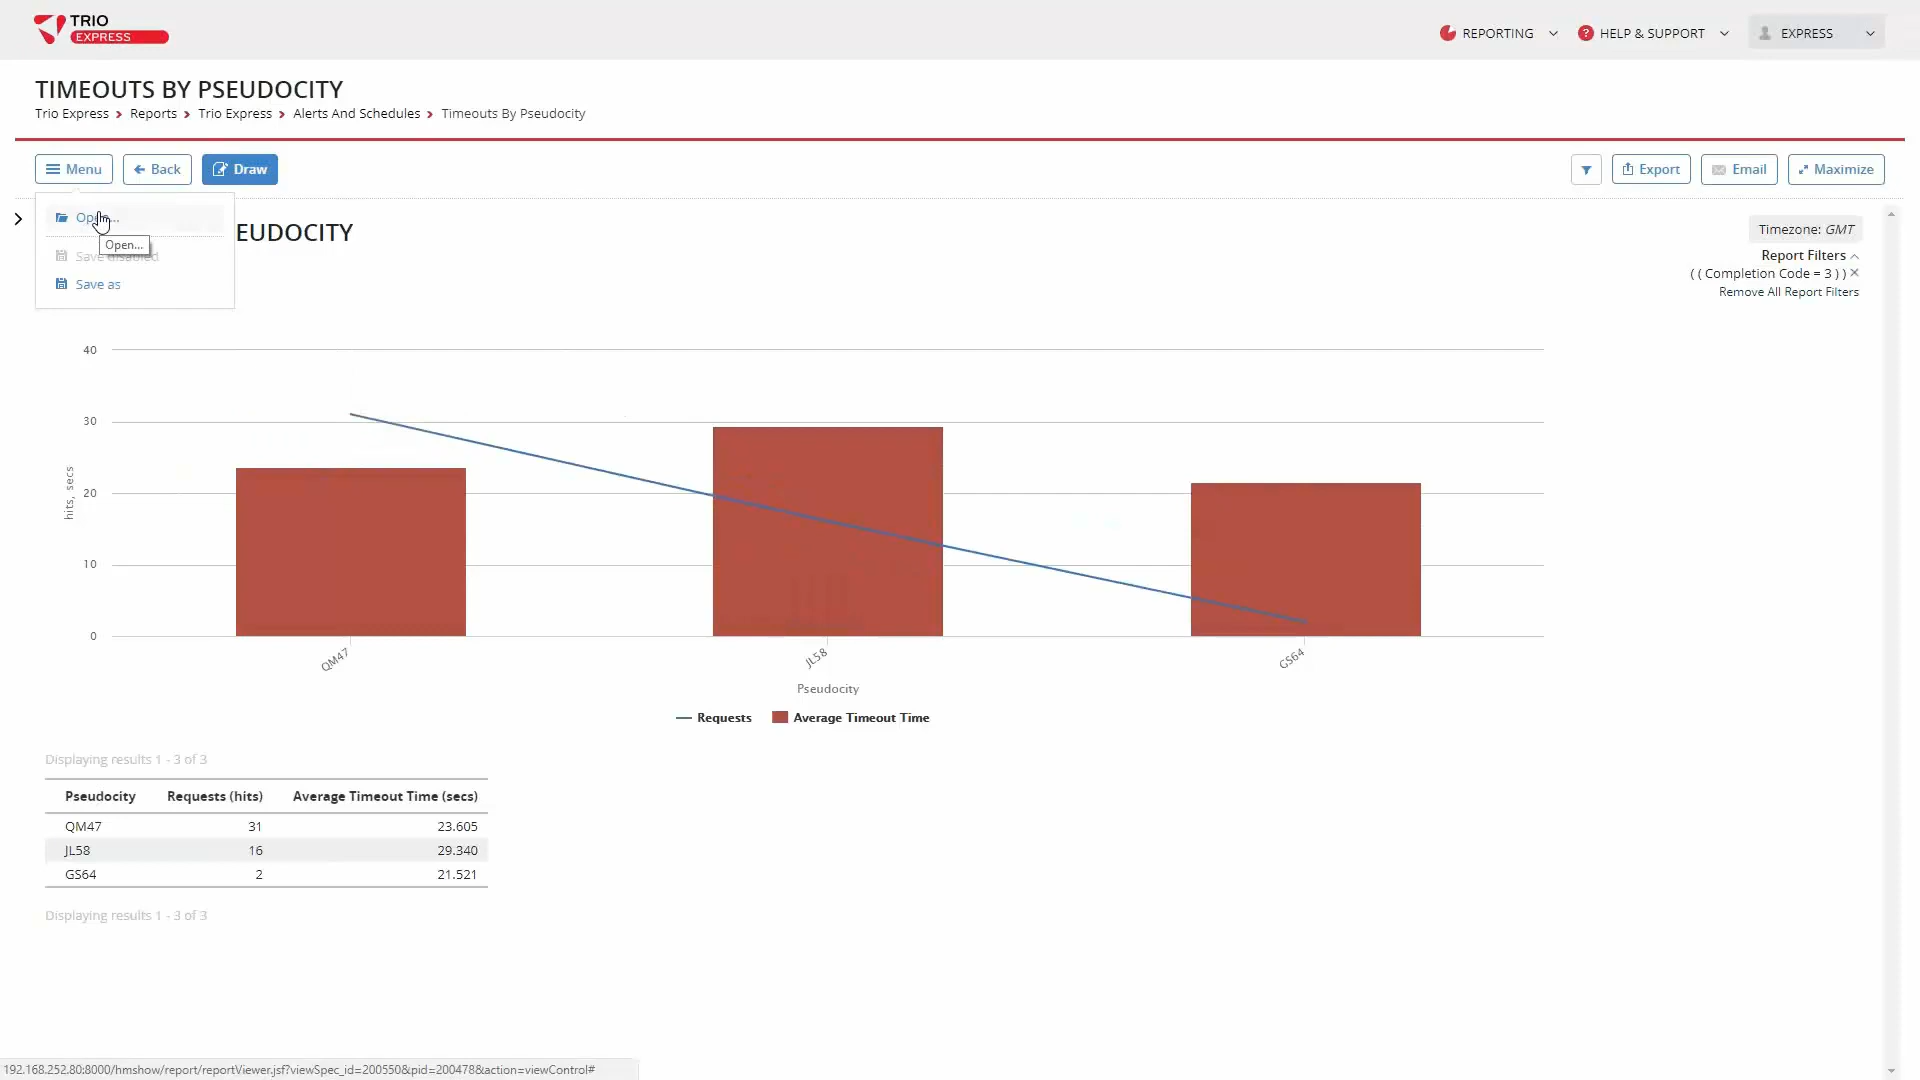 TRIO
EXPRESS
REPORTING
HELP & SUPPORT
EXPRESS
TIMEOUTS BY PSEUDOCITY
Trio Express > Reports > Trio Express > Alerts And Schedules > Timeouts By Pseudocity
Menu
Back
Draw
Export
Email
Maximize
Open...
Open...
Save disabled
Save as
EUDOCITY
Timezone: GMT
Report Filters
( ( Completion Code = 3 ) ) ×
Remove All Report Filters
40
30
20
10
0
hits, secs
QM47
JL58
GS64
Pseudocity
Requests
Average Timeout Time
Displaying results 1 - 3 of 3
Pseudocity Requests (hits) Average Timeout Time (secs)
QM47 31 23.605
JL58 16 29.340
GS64 2 21.521
Displaying results 1 - 3 of 3
192.168.252.80:8000/hmshow/report/reportViewer.jsf?viewSpec_id=200550&pid=200478&action=viewControl#